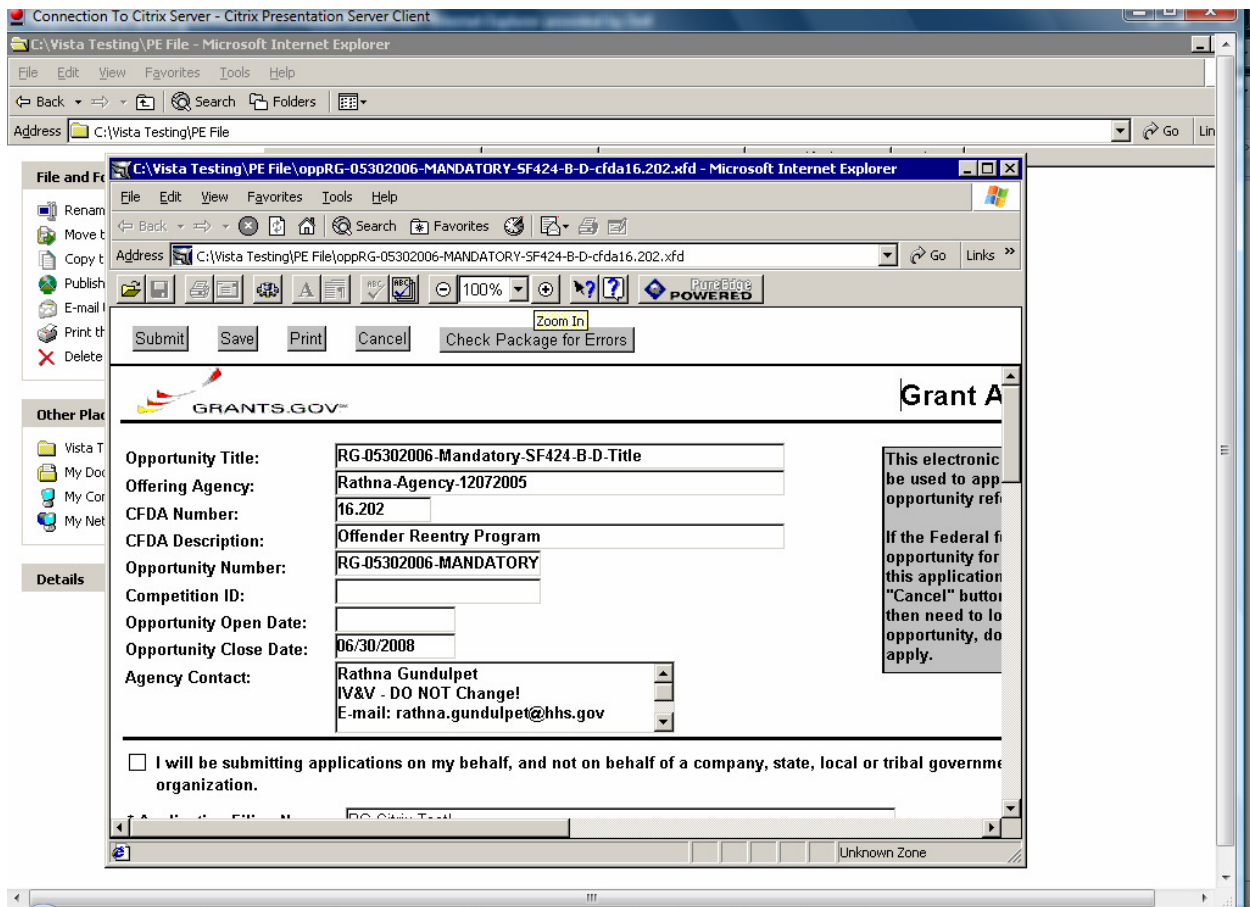 Connection To Citrix Server - Citrix Presentation Server Client
C:\Vista Testing\PE File - Microsoft Internet Explorer
File Edit View Favorites Tools Help
Back Search Folders
Address C:\Vista Testing\PE File Go Lin
File and Fo
Renam
Move t
Copy t
Publish
E-mail
Print th
Delete
Other Plac
Vista T
My Doc
My Con
My Net
Details
C:\Vista Testing\PE File\oppRG-05302006-MANDATORY-SF424-B-D-cfda16.202.xfd - Microsoft Internet Explorer
File Edit View Favorites Tools Help
Back Search Favorites
Address C:\Vista Testing\PE File\oppRG-05302006-MANDATORY-SF424-B-D-cfda16.202.xfd Go Links »
A ABC ABC 100% ? ? PureEdge POWERED
Zoom In
Submit Save Print Cancel Check Package for Errors
GRANTS.GOV℠ Grant A
Opportunity Title: RG-05302006-Mandatory-SF424-B-D-Title
Offering Agency: Rathna-Agency-12072005
CFDA Number: 16.202
CFDA Description: Offender Reentry Program
Opportunity Number: RG-05302006-MANDATORY
Competition ID:
Opportunity Open Date:
Opportunity Close Date: 06/30/2008
Agency Contact: Rathna Gundulpet
IV&V - DO NOT Change!
E-mail: rathna.gundulpet@hhs.gov
This electronic
be used to app
opportunity ref
If the Federal f
opportunity for
this application
"Cancel" button
then need to lo
opportunity, do
apply.
I will be submitting applications on my behalf, and not on behalf of a company, state, local or tribal governme
organization.
Unknown Zone